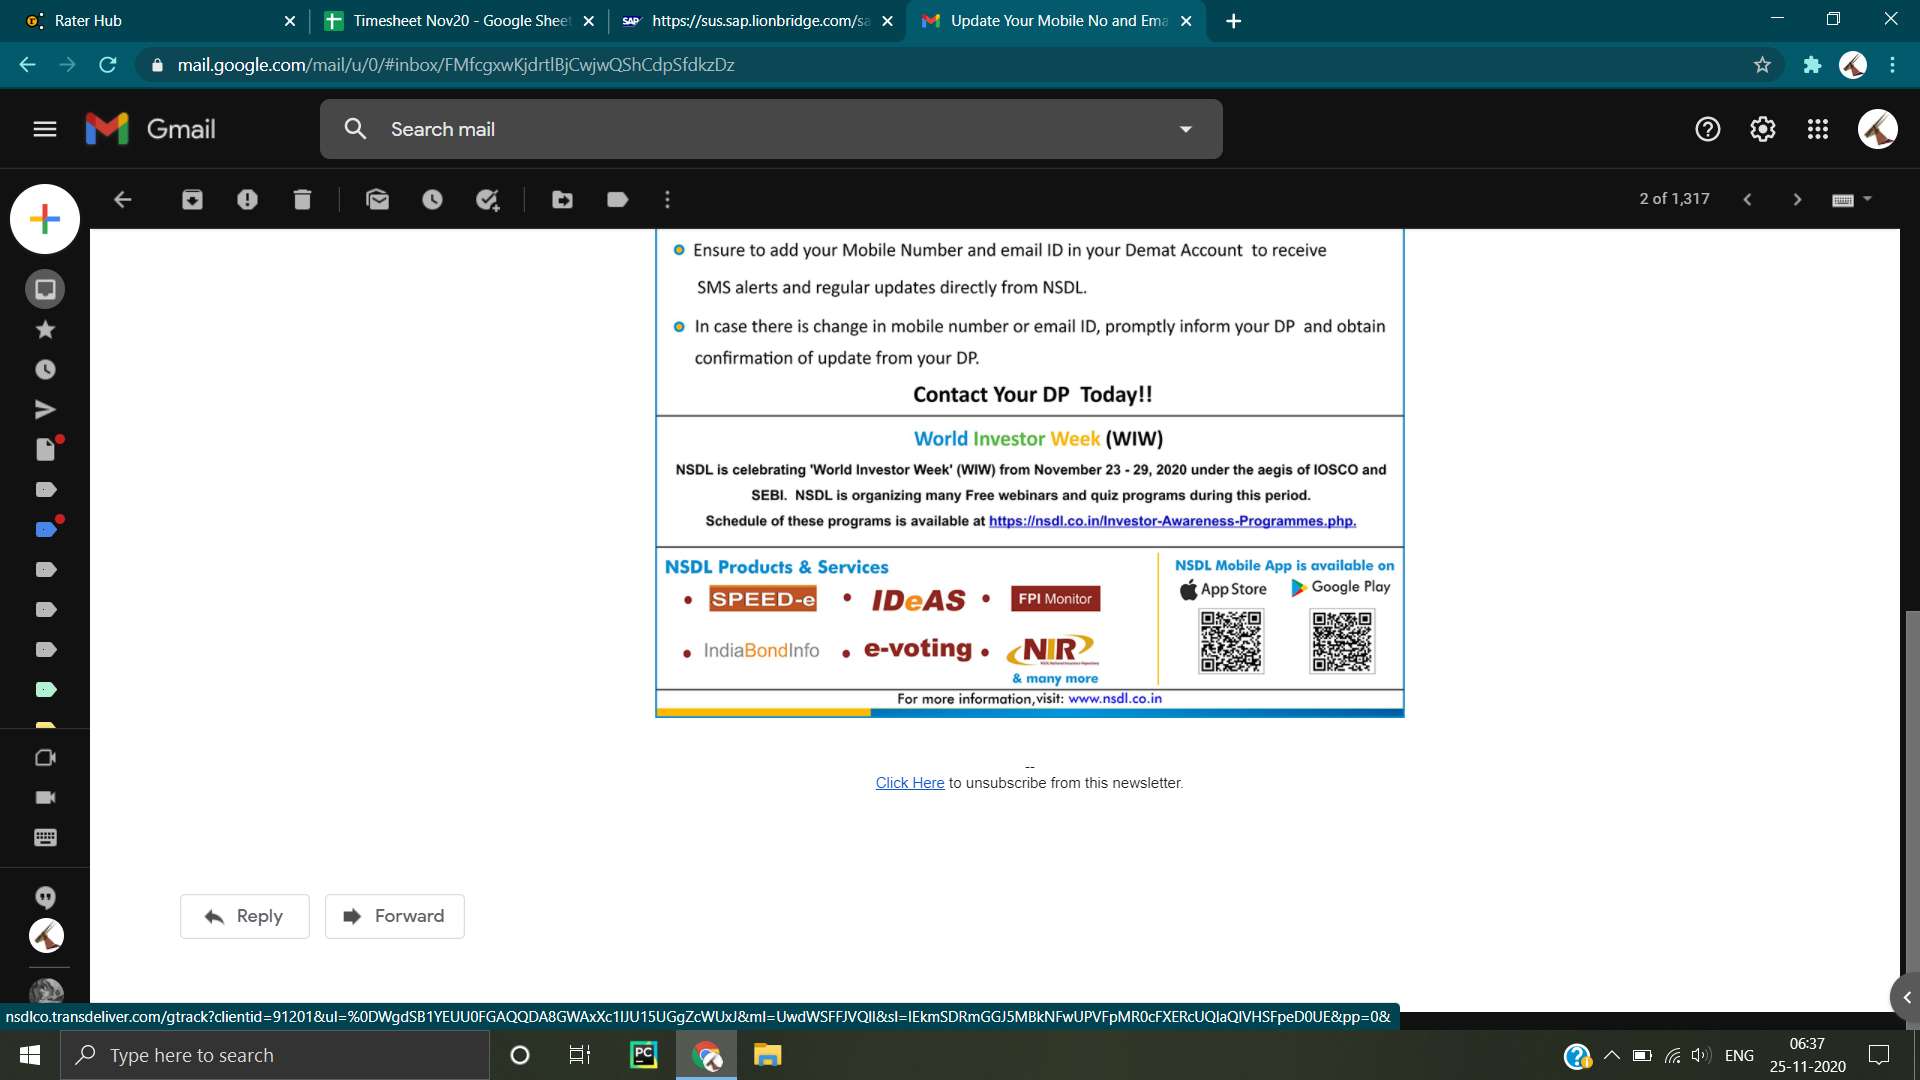 Rater Hub
Timesheet Nov20 - Google Sheet
SAP
https://sus.sap.lionbridge.com/sa
Update Your Mobile No and Ema
mail.google.com/mail/u/0/#inbox/FMfcgxwKjdrtlBjCwjwQShCdpSfdkzDz
Gmail
Search mail
2 of 1,317
Ensure to add your Mobile Number and email ID in your Demat Account to receive
SMS alerts and regular updates directly from NSDL.
In case there is change in mobile number or email ID, promptly inform your DP and obtain
confirmation of update from your DP.
Contact Your DP Today!!
World Investor Week (WIW)
NSDL is celebrating 'World Investor Week' (WIW) from November 23 - 29, 2020 under the aegis of IOSCO and
SEBI. NSDL is organizing many Free webinars and quiz programs during this period.
Schedule of these programs is available at https://nsdl.co.in/Investor-Awareness-Programmes.php.
NSDL Products & Services
SPEED-e
IDeAS
FPI Monitor
IndiaBondInfo
e-voting
NIR
& many more
NSDL Mobile App is available on
App Store
Google Play
For more information,visit: www.nsdl.co.in
--
Click Here to unsubscribe from this newsletter.
Reply
Forward
nsdlco.transdeliver.com/gtrack?clientid=91201&ul=%0DWgdSB1YEUU0FGAQQDA8GWAxXc1IJU15UGgZcWUxJ&ml=UwdWSFFJVQIl&sl=IEkmSDRmGGJ5MBkNFwUPVFpMR0cFXERcUQlaQlVHSFpeD0UE&pp=0&
Type here to search
PC
ENG
06:37
25-11-2020